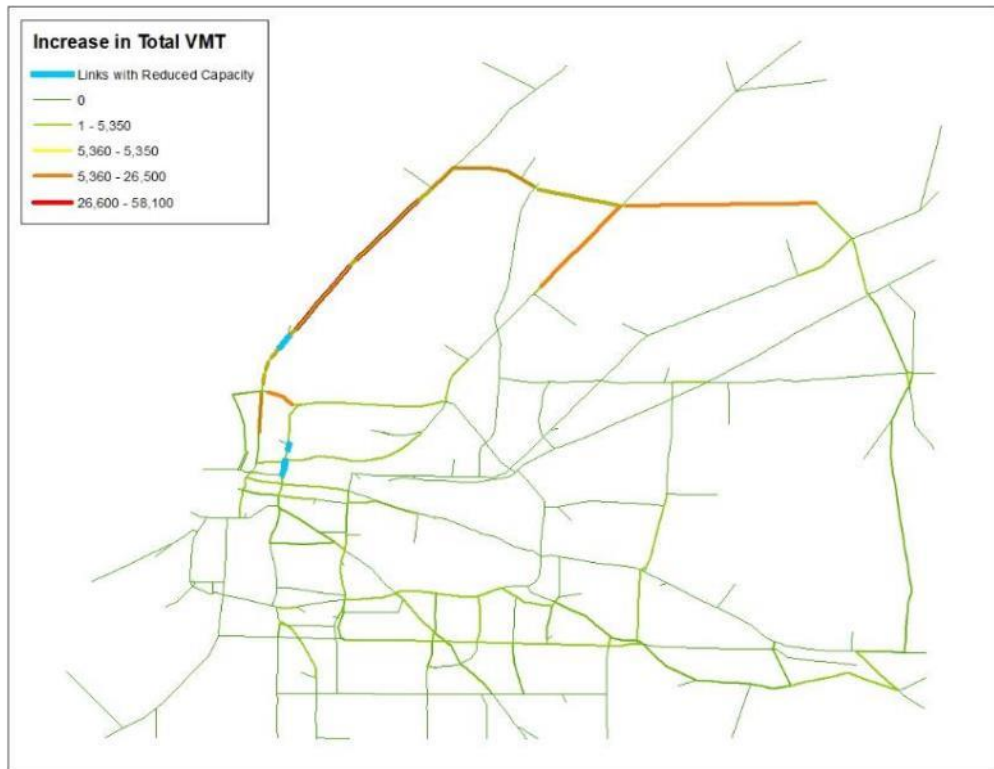 Increase in Total VMT
Links with Reduced Capacity
0
1 - 5,350
5,360 - 5,350
5,360 - 26,500
26,600 - 58,100